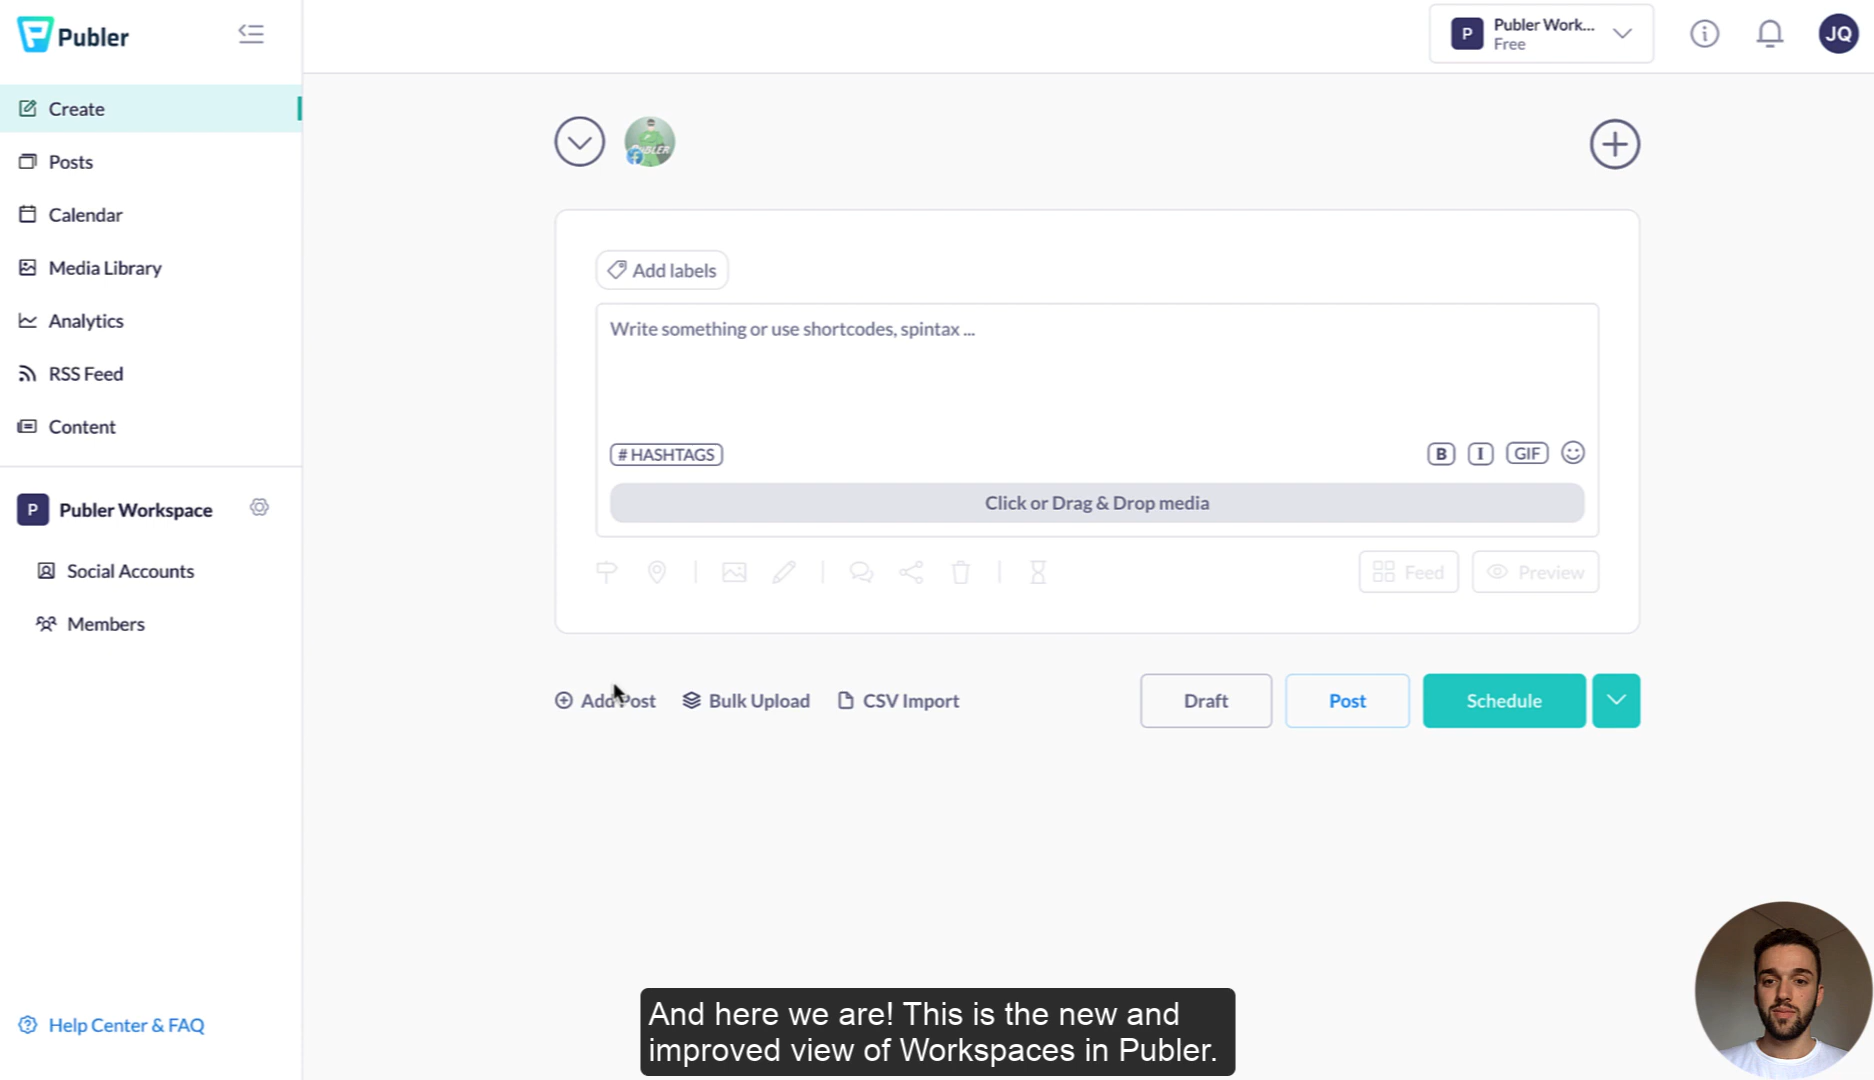 Publer
P
Publer Work...
Free
JQ
Create
Posts
Calendar
Media Library
Analytics
RSS Feed
Content
P
Publer Workspace
Social Accounts
Members
Help Center & FAQ
PUBLER
Add labels
Write something or use shortcodes, spintax ...
# HASHTAGS
B
I
GIF
Click or Drag & Drop media
Feed
Preview
Add Post
Bulk Upload
CSV Import
Draft
Post
Schedule
And here we are! This is the new and
improved view of Workspaces in Publer.